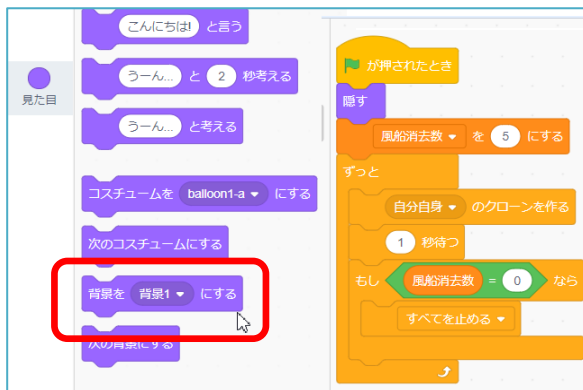 こんにちは! と言う
うーん... と 2 秒考える
見た目
うーん... と考える
コスチュームを balloon1-a にする
次のコスチュームにする
背景を 背景1 にする
次の背景にする
が押されたとき
隠す
風船消去数 を 5 にする
ずっと
自分自身 のクローンを作る
1 秒待つ
もし 風船消去数 = 0 なら
すべてを止める